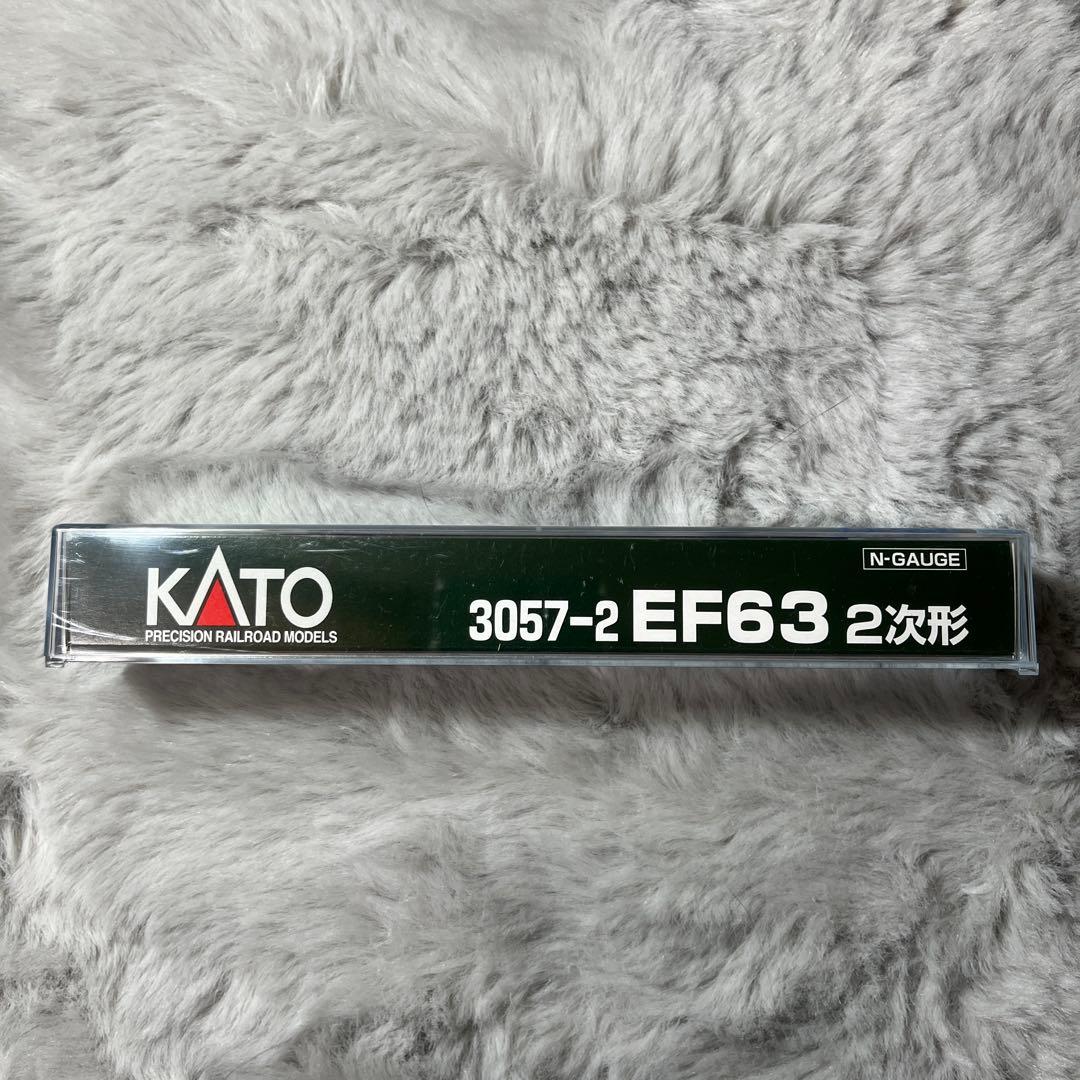 KATO
PRECISION RAILROAD MODELS
N-GAUGE
3057-2 EF63 2次形